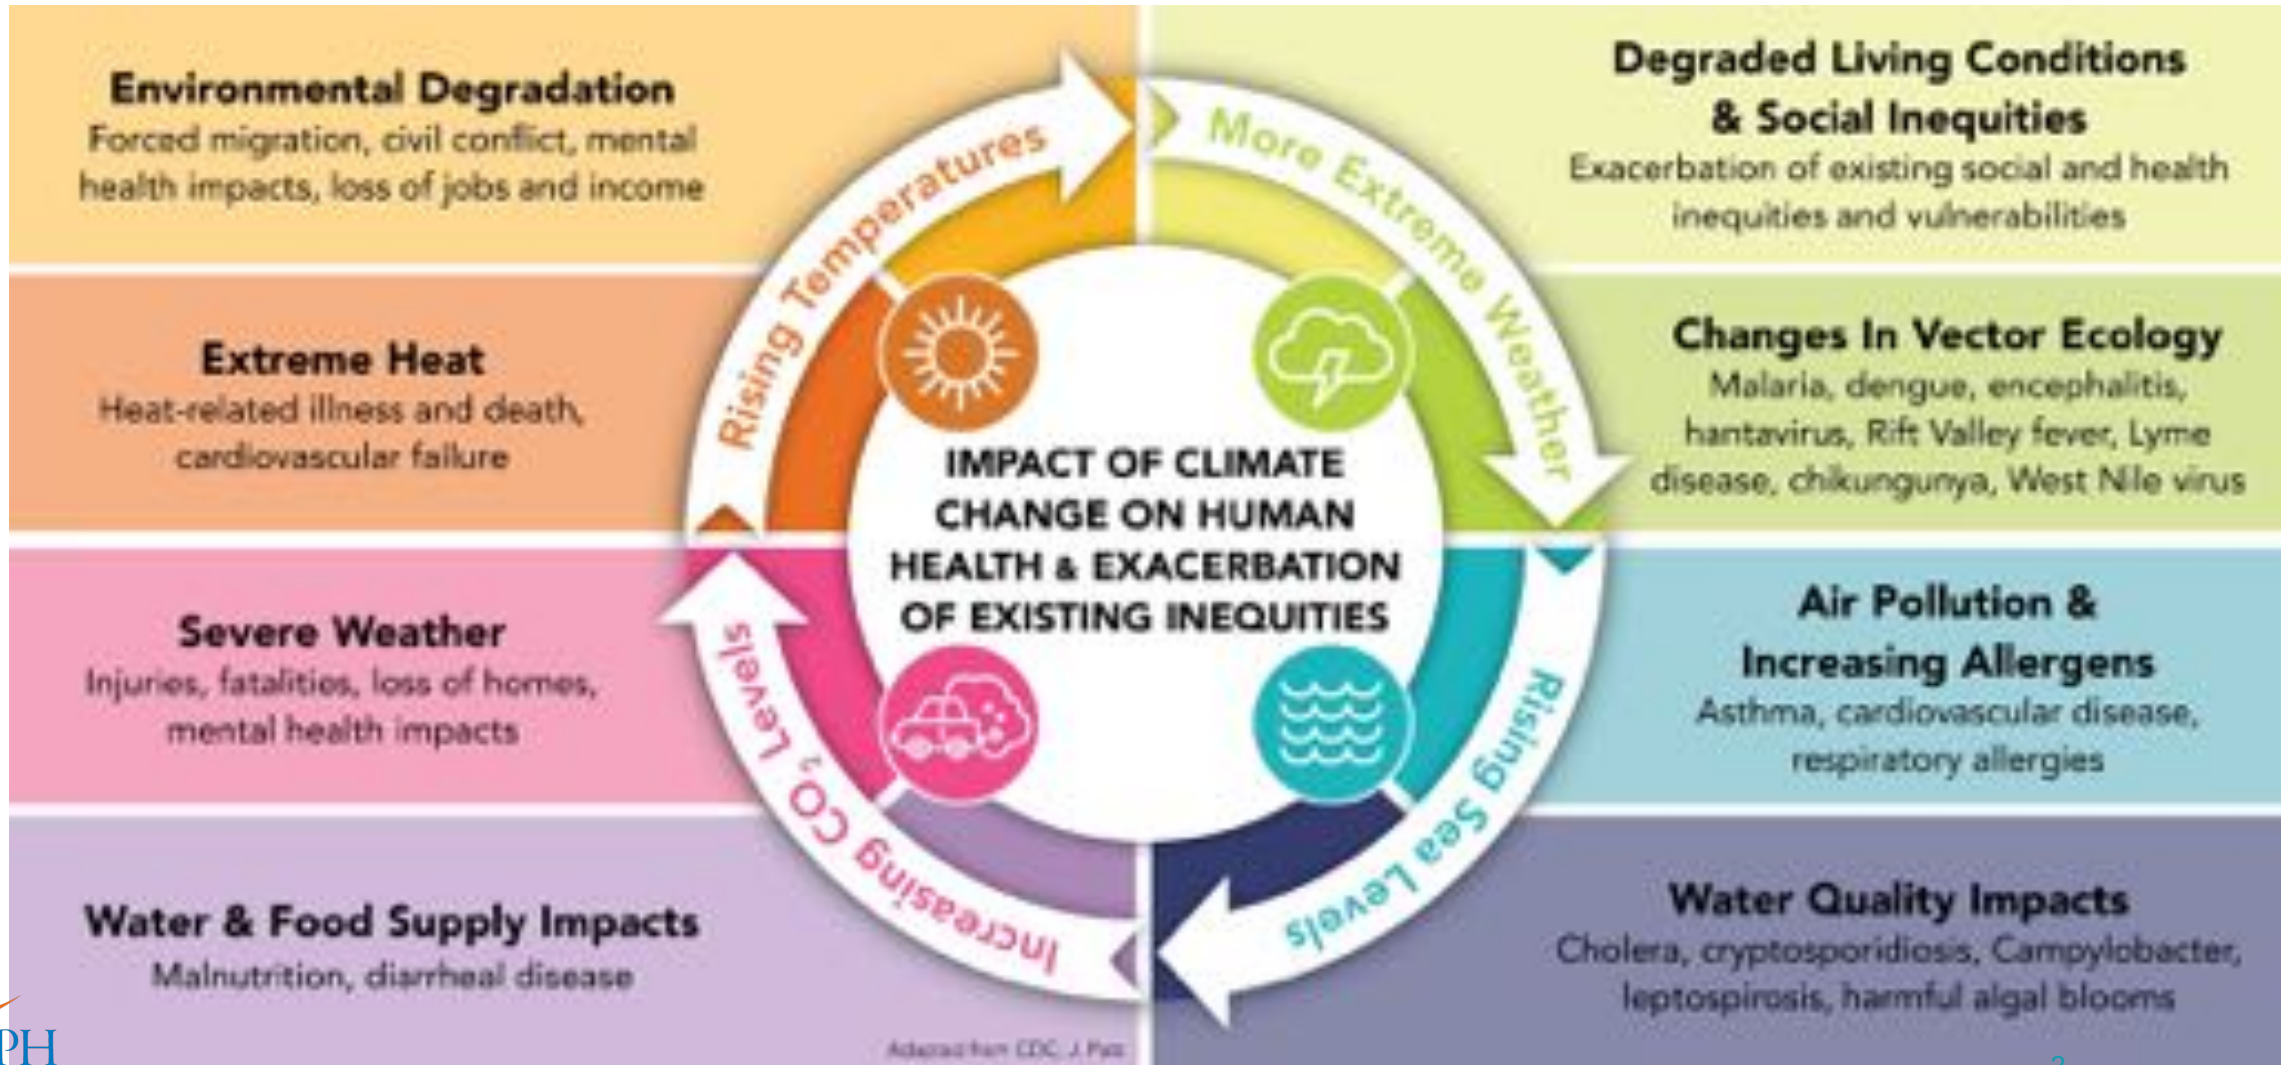 Environmental Degradation
Forced migration, civil conflict, mental
health impacts, loss of jobs and income
Extreme Heat
Heat-related illness and death,
cardiovascular failure
Severe Weather
Injuries, fatalities, loss of homes,
mental health impacts
Water & Food Supply Impacts
Malnutrition, diarrheal disease
Rising Temperatures
More Extreme Weather
Rising Sea Levels
Increasing CO₂ Levels
IMPACT OF CLIMATE
CHANGE ON HUMAN
HEALTH & EXACERBATION
OF EXISTING INEQUITIES
Degraded Living Conditions
& Social Inequities
Exacerbation of existing social and health
inequities and vulnerabilities
Changes In Vector Ecology
Malaria, dengue, encephalitis,
hantavirus, Rift Valley fever, Lyme
disease, chikungunya, West Nile virus
Air Pollution &
Increasing Allergens
Asthma, cardiovascular disease,
respiratory allergies
Water Quality Impacts
Cholera, cryptosporidiosis, Campylobacter,
leptospirosis, harmful algal blooms
Adapted from CDC, J. Patz
PH